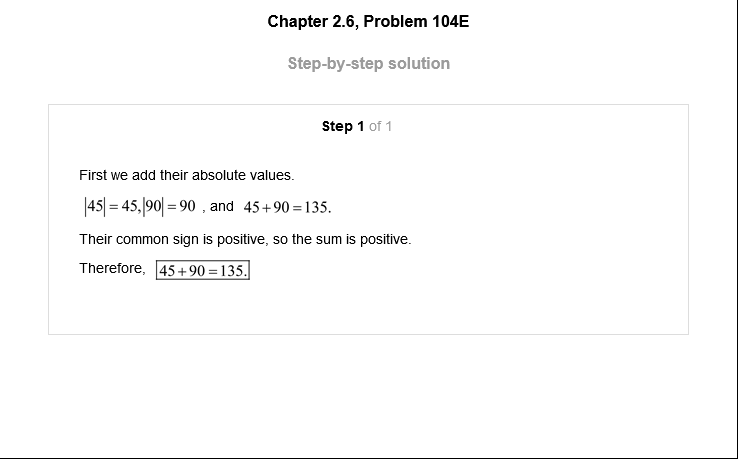 Chapter 2.6, Problem 104E
Step-by-step solution
Step 1 of 1
First we add their absolute values.
|45| = 45, |90| = 90 , and 45 + 90 = 135.
Their common sign is positive, so the sum is positive.
Therefore, 45 + 90 = 135.